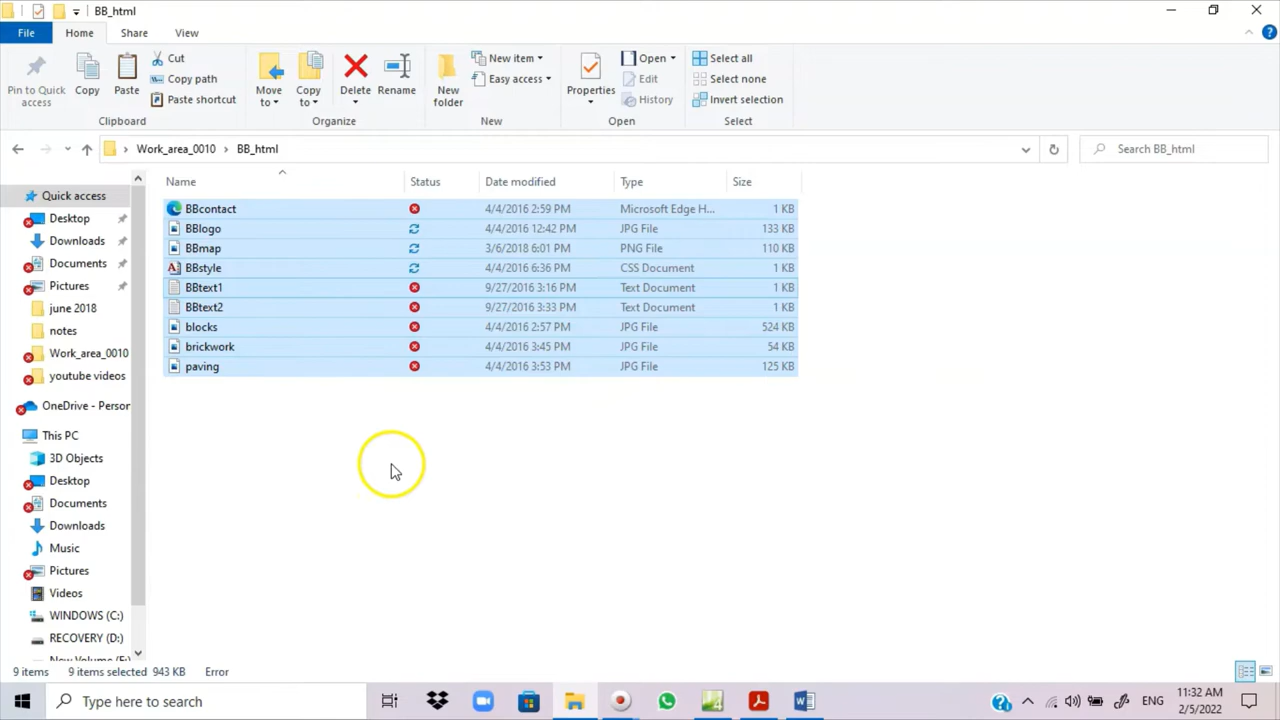 BB_html
File Home Share View
Pin to Quick access
Copy
Paste
Cut
Copy path
Paste shortcut
Clipboard
Move to
Copy to
Delete
Rename
Organize
New folder
New item
Easy access
New
Properties
Open
Edit
History
Open
Select all
Select none
Invert selection
Select
Work_area_0010 › BB_html
Search BB_html
Name Status Date modified Type Size
BBcontact 4/4/2016 2:59 PM Microsoft Edge H... 1 KB
BBlogo 4/4/2016 12:42 PM JPG File 133 KB
BBmap 3/6/2018 6:01 PM PNG File 110 KB
BBstyle 4/4/2016 6:36 PM CSS Document 1 KB
BBtext1 9/27/2016 3:16 PM Text Document 1 KB
BBtext2 9/27/2016 3:33 PM Text Document 1 KB
blocks 4/4/2016 2:57 PM JPG File 524 KB
brickwork 4/4/2016 3:45 PM JPG File 54 KB
paving 4/4/2016 3:53 PM JPG File 125 KB
Quick access
Desktop
Downloads
Documents
Pictures
june 2018
notes
Work_area_0010
youtube videos
OneDrive - Person
This PC
3D Objects
Desktop
Documents
Downloads
Music
Pictures
Videos
WINDOWS (C:)
RECOVERY (D:)
New Volume (E:)
9 items 9 items selected 943 KB Error
Type here to search
ENG
11:32 AM
2/5/2022